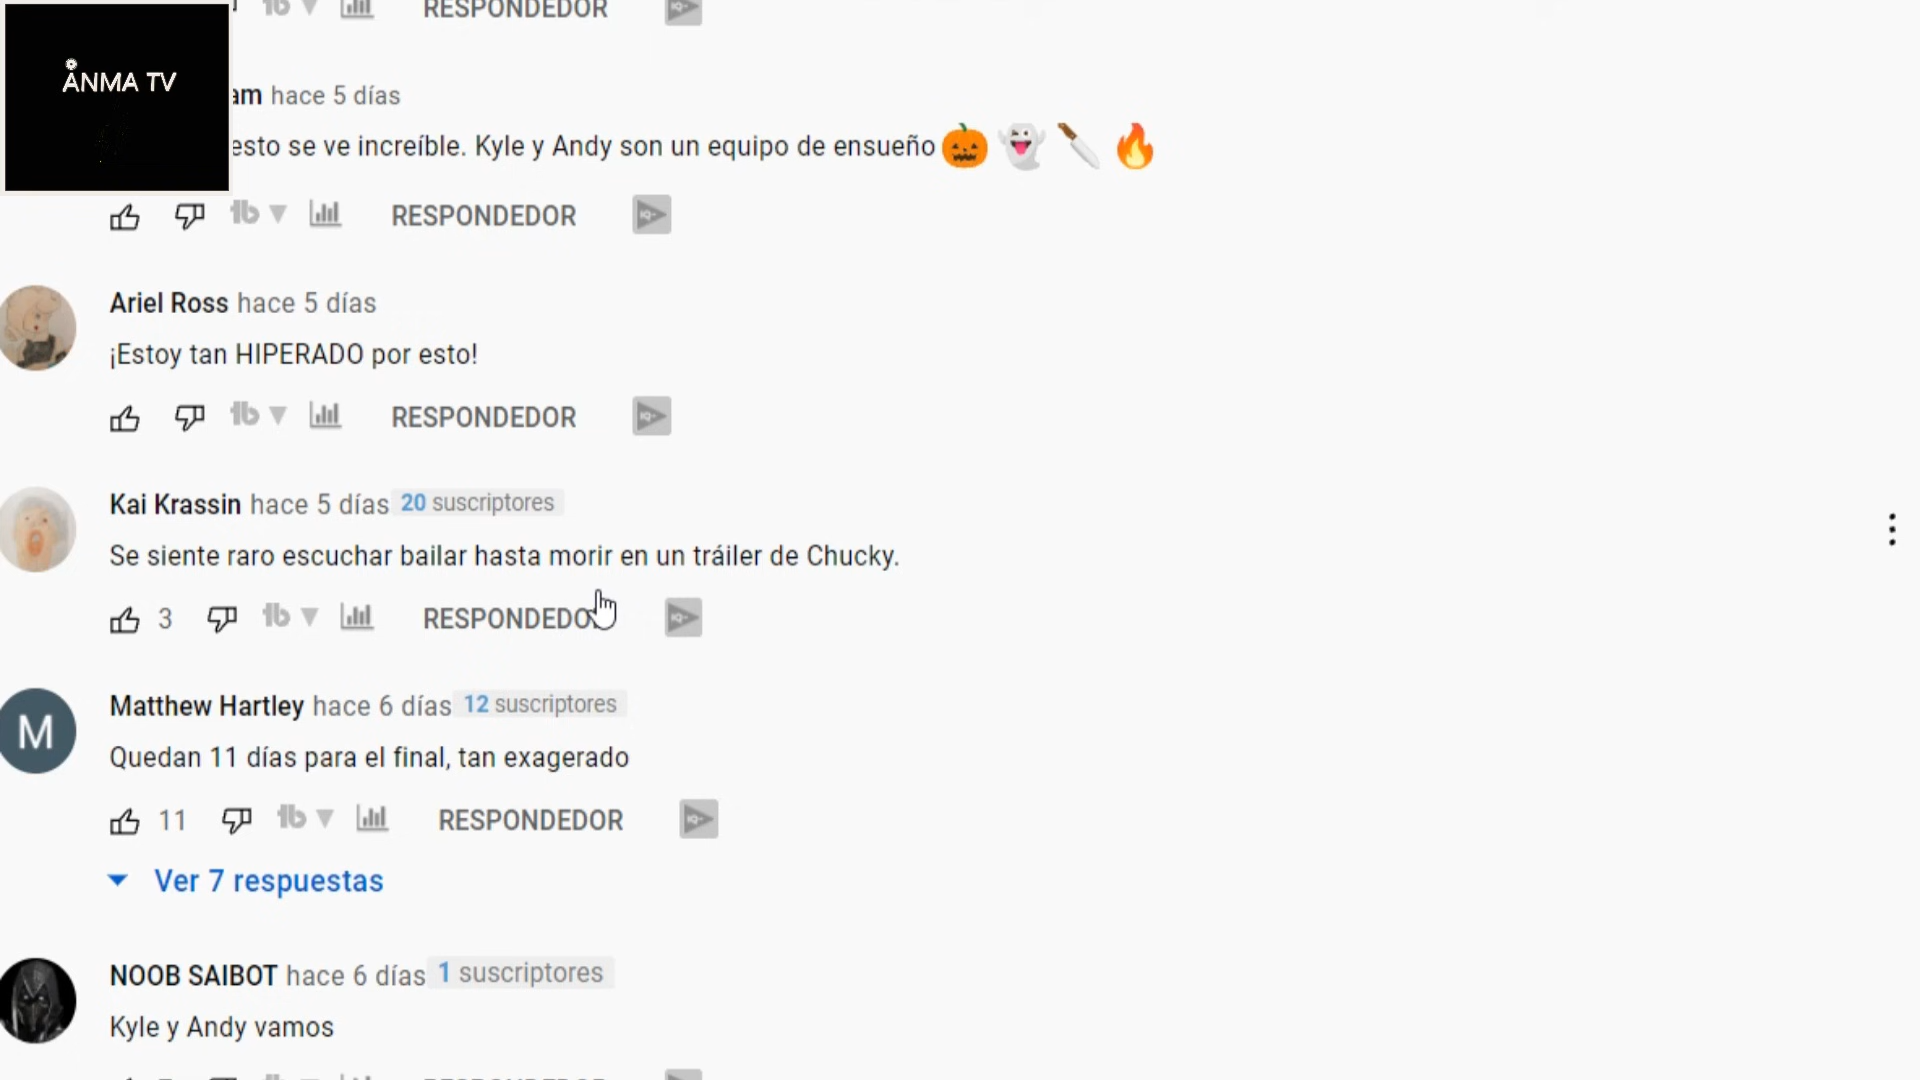 RESPONDEDOR
ANMA TV
am hace 5 días
esto se ve increíble. Kyle y Andy son un equipo de ensueño
RESPONDEDOR
Ariel Ross hace 5 días
¡Estoy tan HIPERADO por esto!
RESPONDEDOR
Kai Krassin hace 5 días 20 suscriptores
Se siente raro escuchar bailar hasta morir en un tráiler de Chucky.
3 RESPONDEDO
M
Matthew Hartley hace 6 días 12 suscriptores
Quedan 11 días para el final, tan exagerado
11 RESPONDEDOR
Ver 7 respuestas
NOOB SAIBOT hace 6 días 1 suscriptores
Kyle y Andy vamos